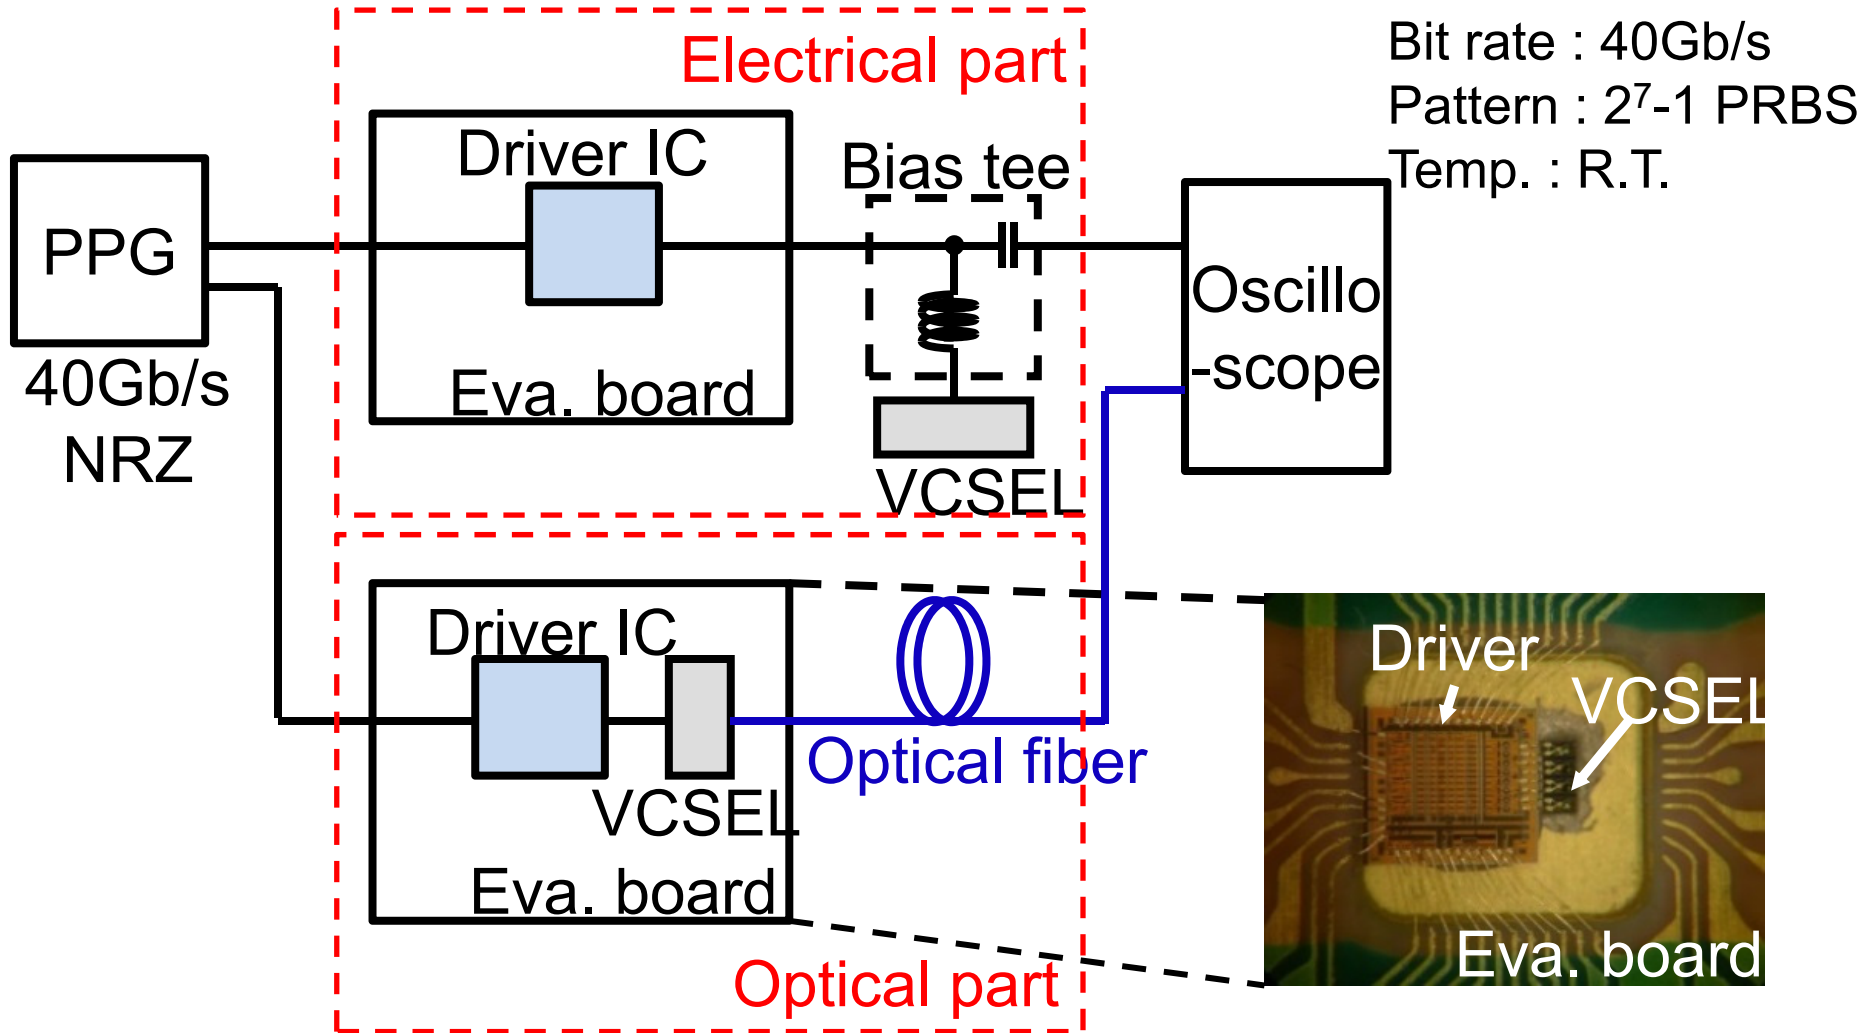 Electrical part
Bit rate : 40Gb/s
Pattern : 2⁷-1 PRBS
Temp. : R.T.
Driver IC
Bias tee
PPG
Oscillo
-scope
40Gb/s
NRZ
Eva. board
VCSEL
Driver IC
VCSEL
Optical fiber
Eva. board
Optical part
Driver
VCSEL
Eva. board